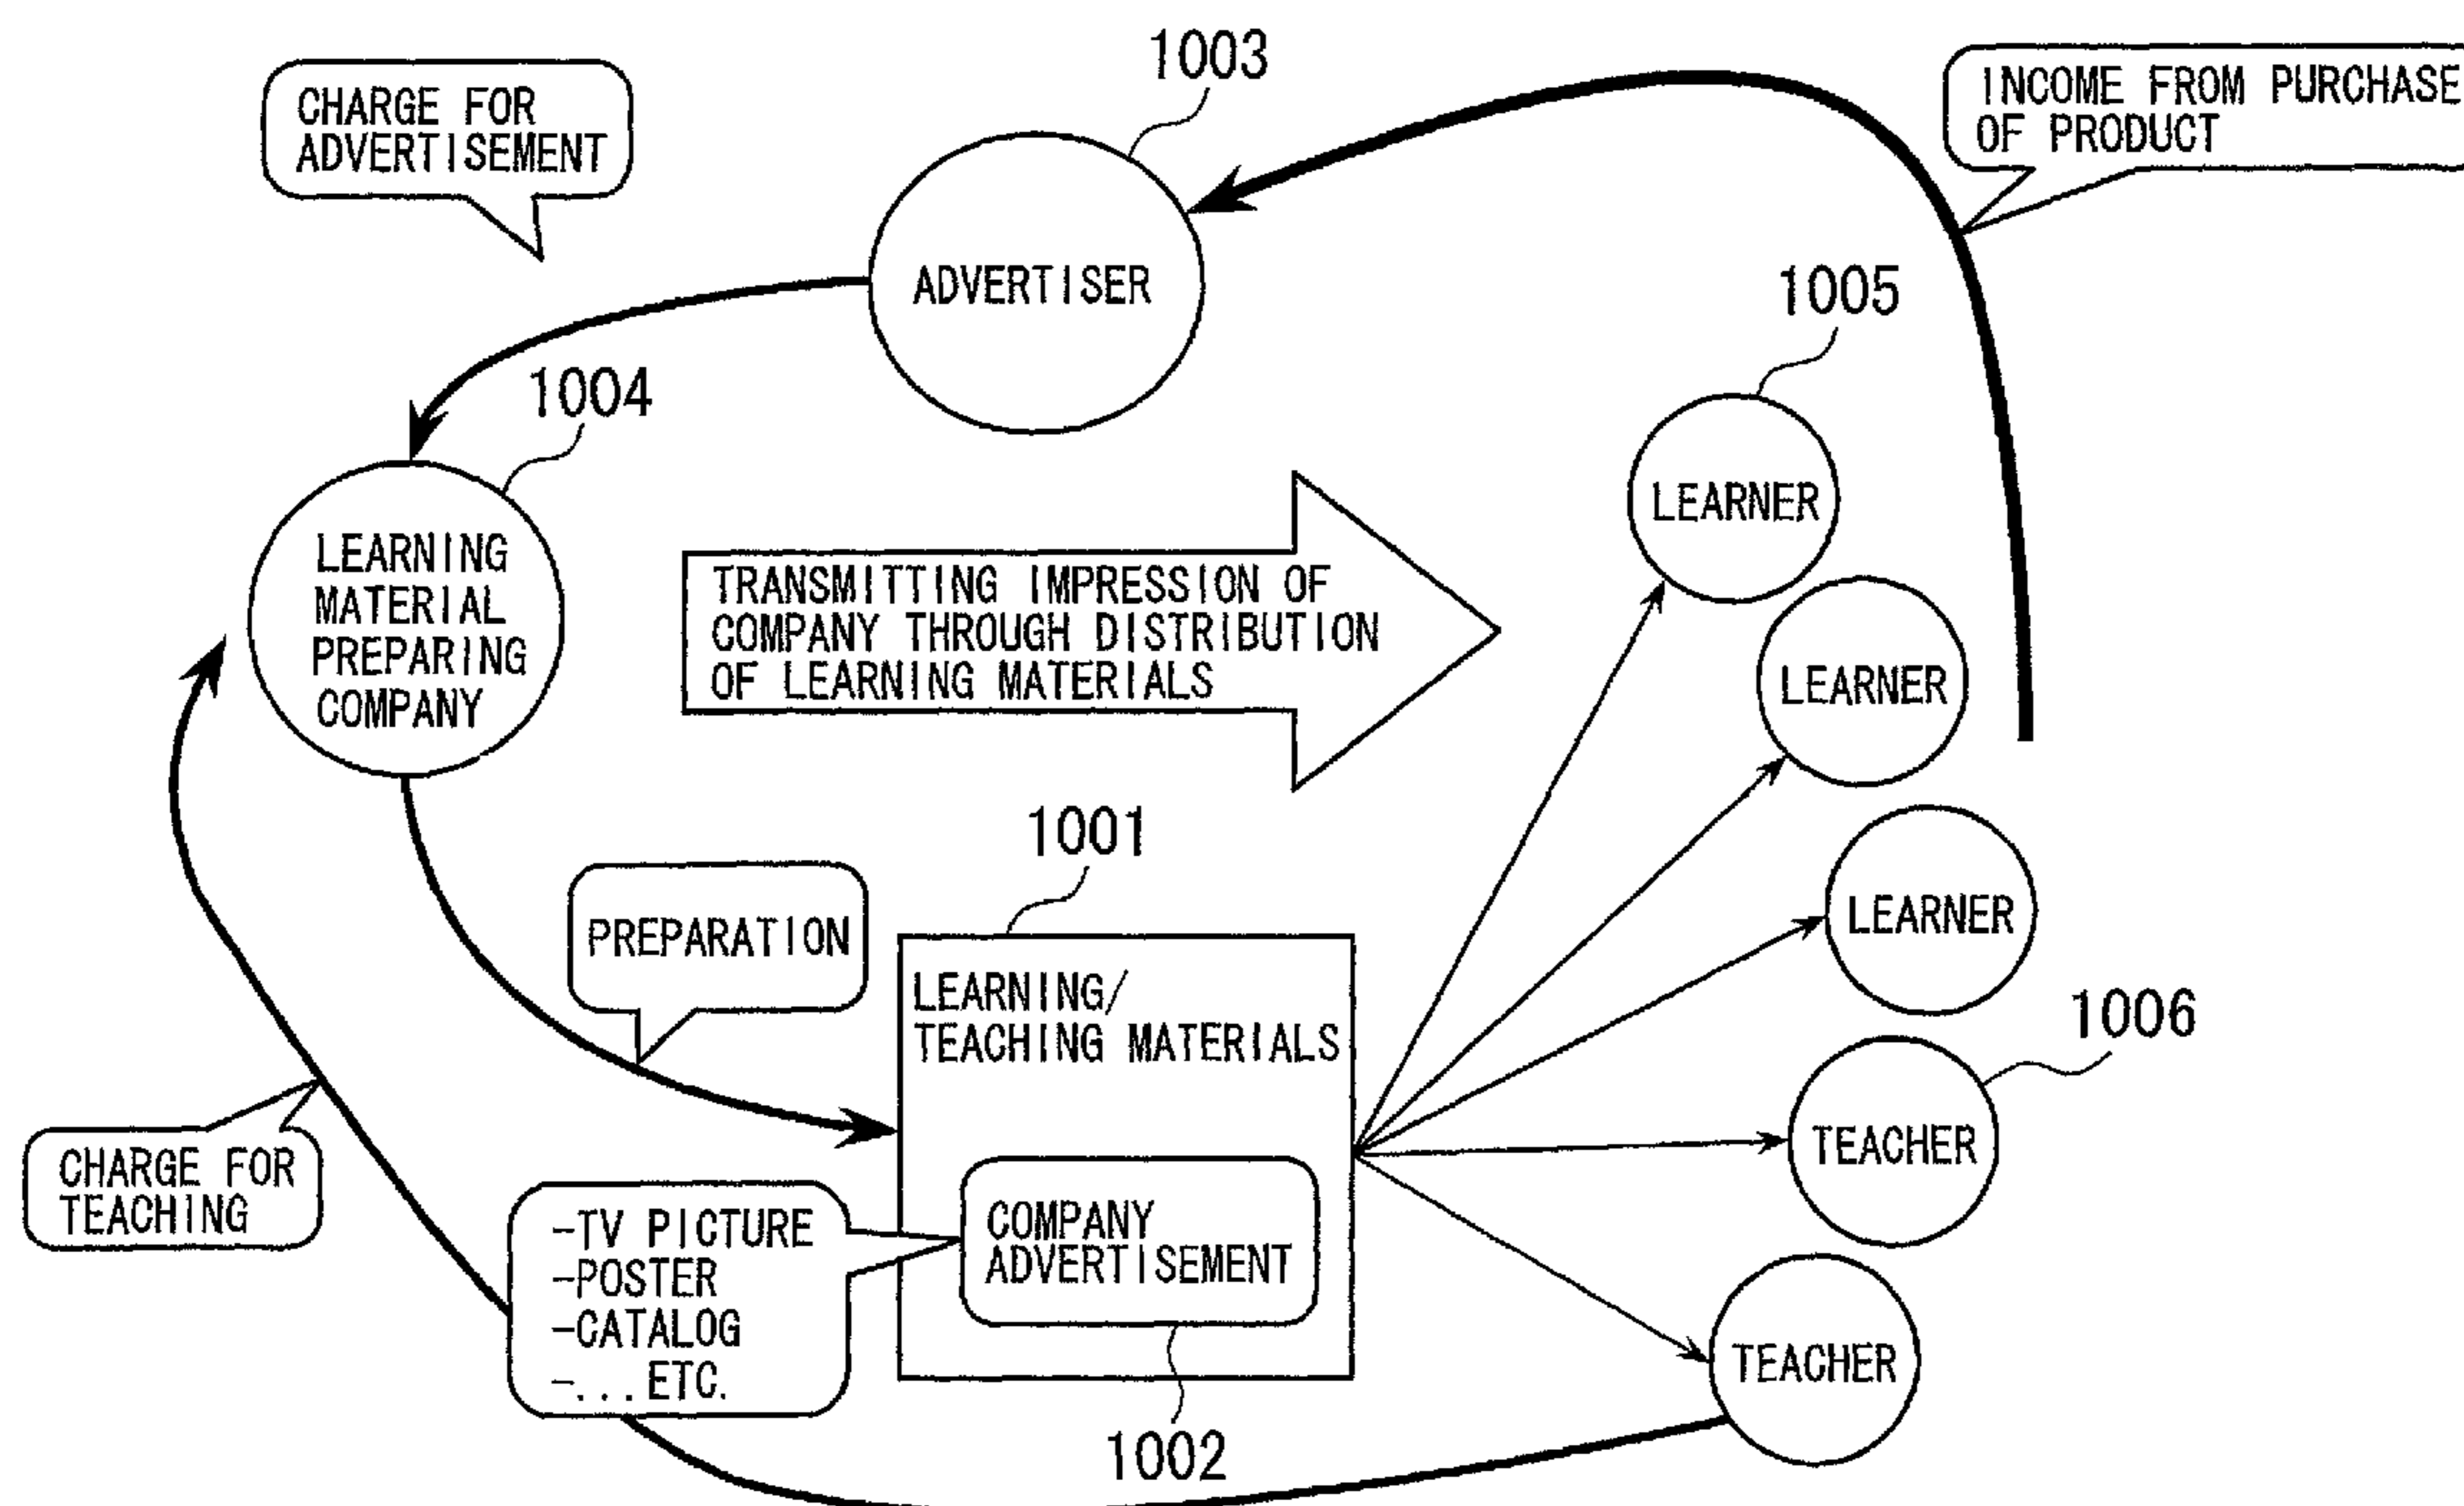 1003
CHARGE FOR
ADVERTISEMENT
INCOME FROM PURCHASE
OF PRODUCT
ADVERTISER
1005
1004
LEARNER
LEARNING
MATERIAL
PREPARING
COMPANY
TRANSMITTING IMPRESSION OF
COMPANY THROUGH DISTRIBUTION
OF LEARNING MATERIALS
LEARNER
1001
LEARNER
PREPARATION
LEARNING/
TEACHING MATERIALS
1006
TEACHER
CHARGE FOR
TEACHING
-TV PICTURE
-POSTER
-CATALOG
-...ETC.
COMPANY
ADVERTISEMENT
TEACHER
1002